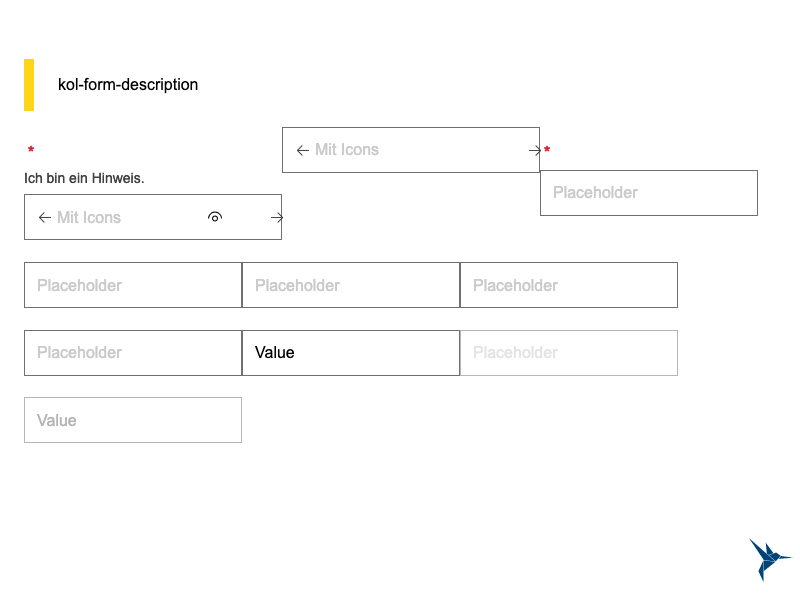 kol-form-description
*
Mit Icons
*
Ich bin ein Hinweis.
Placeholder
Mit Icons
Placeholder Placeholder Placeholder
Placeholder Value Placeholder
Value